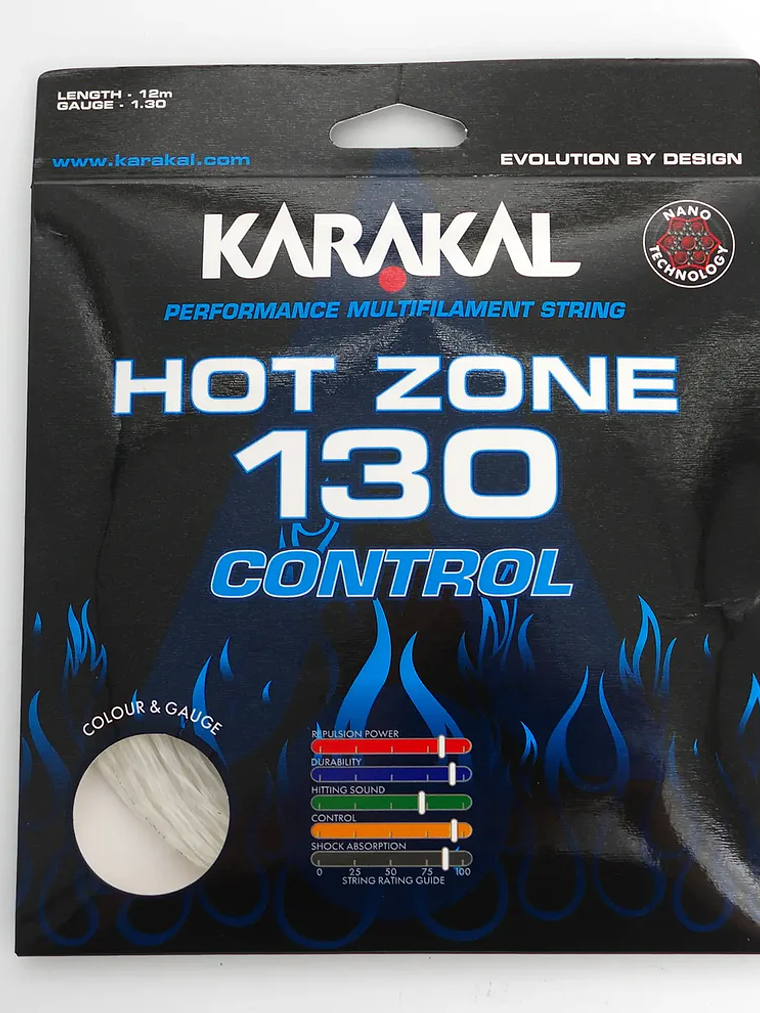 LENGTH - 12m
GAUGE - 1.30
www.karakal.com
EVOLUTION BY DESIGN
KARAKAL
NANO
TECHNOLOGY
PERFORMANCE MULTIFILAMENT STRING
HOT ZONE
130
CONTROL
COLOUR & GAUGE
REPULSION POWER
DURABILITY
HITTING SOUND
CONTROL
SHOCK ABSORPTION
0 25 50 75 100
STRING RATING GUIDE